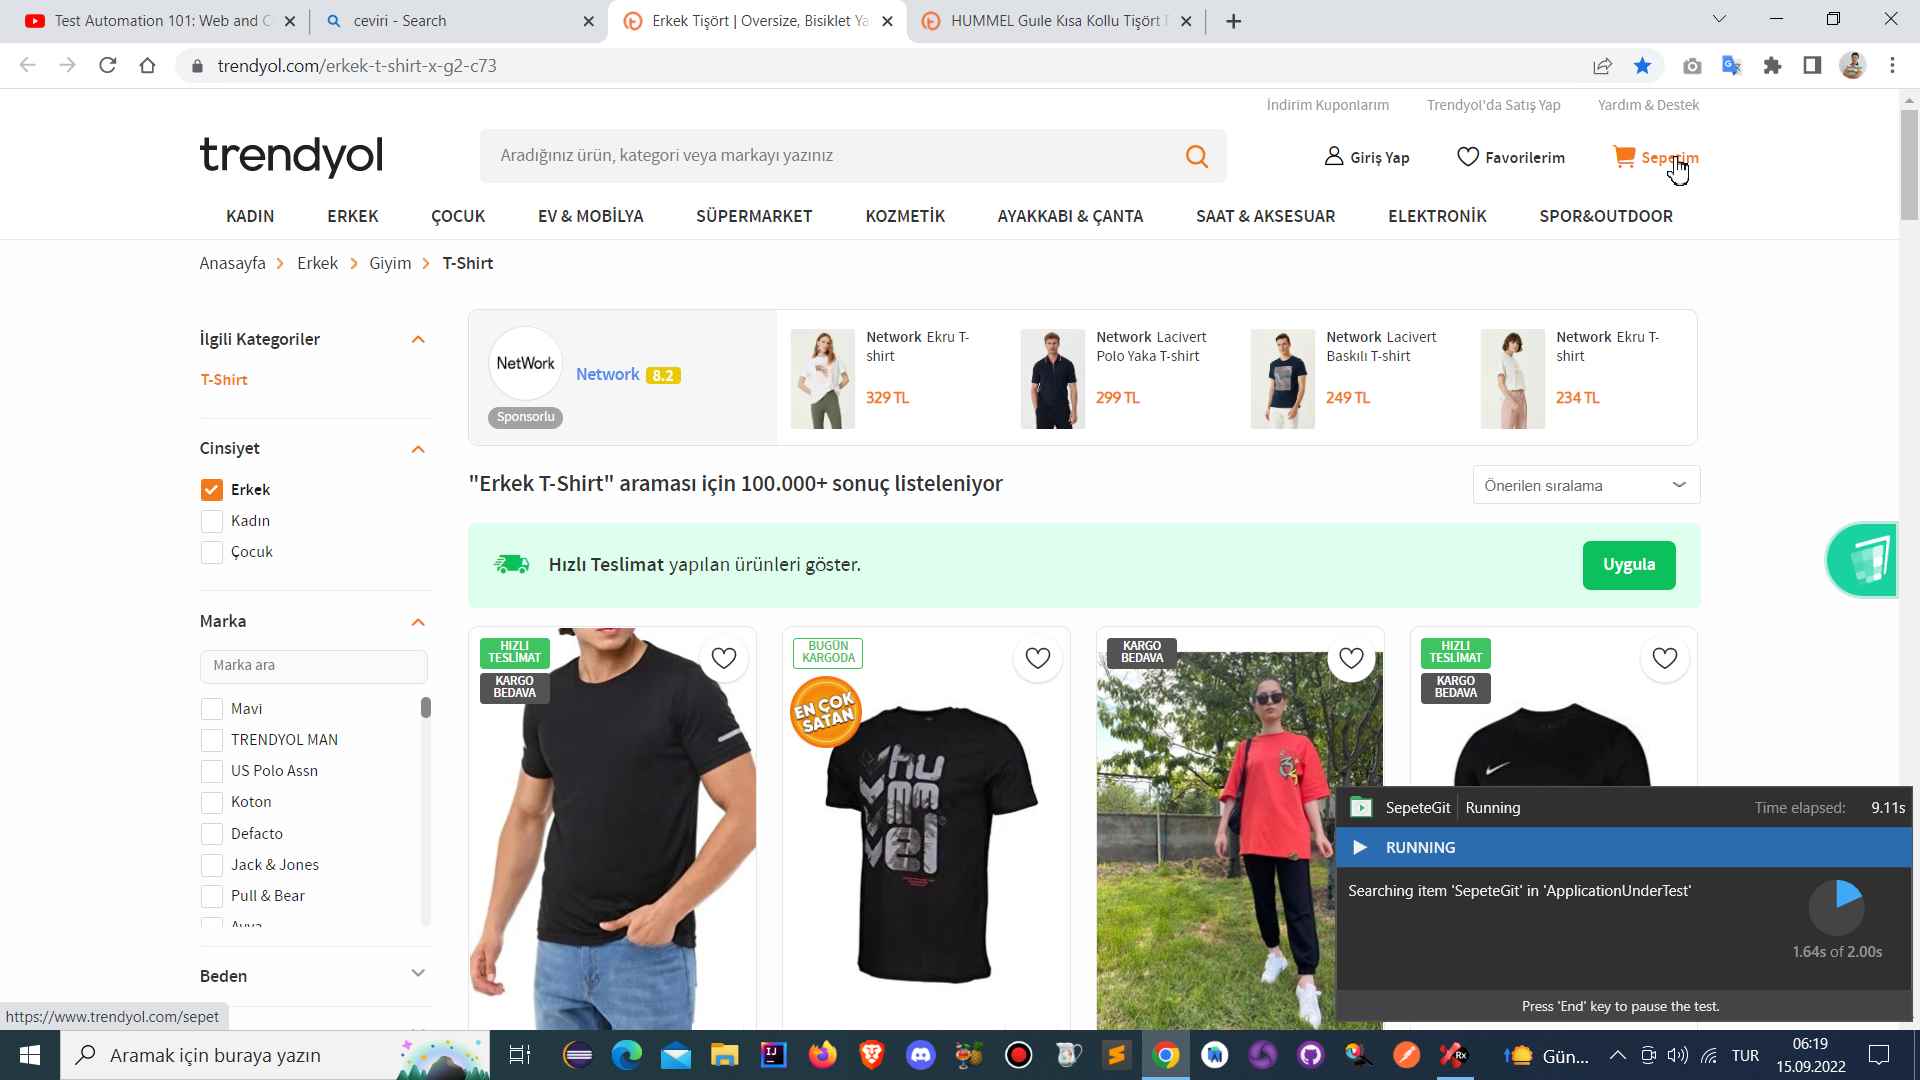 Test Automation 101: Web and C
ceviri - Search
Erkek Tişört | Oversize, Bisiklet Ya
HUMMEL Guıle Kısa Kollu Tişört
trendyol.com/erkek-t-shirt-x-g2-c73
İndirim Kuponlarım
Trendyol'da Satış Yap
Yardım & Destek
trendyol
Aradığınız ürün, kategori veya markayı yazınız
Giriş Yap
Favorilerim
Sepetim
KADIN ERKEK ÇOCUK EV & MOBİLYA SÜPERMARKET KOZMETİK AYAKKABI & ÇANTA SAAT & AKSESUAR ELEKTRONİK SPOR&OUTDOOR
Anasayfa > Erkek > Giyim > T-Shirt
İlgili Kategoriler
T-Shirt
Cinsiyet
Erkek
Kadın
Çocuk
Marka
Marka ara
Mavi
TRENDYOL MAN
US Polo Assn
Koton
Defacto
Jack & Jones
Pull & Bear
Avva
Beden
NetWork
Network 8.2
Sponsorlu
Network Ekru T-
shirt
329 TL
Network Lacivert
Polo Yaka T-shirt
299 TL
Network Lacivert
Baskılı T-shirt
249 TL
Network Ekru T-
shirt
234 TL
"Erkek T-Shirt" araması için 100.000+ sonuç listeleniyor
Önerilen sıralama
Hızlı Teslimat yapılan ürünleri göster.
Uygula
HIZLI
TESLİMAT
KARGO
BEDAVA
BUGÜN
KARGODA
EN ÇOK
SATAN
hu
mm
el
KARGO
BEDAVA
HIZLI
TESLİMAT
KARGO
BEDAVA
SepeteGit
Running
Time elapsed: 9.11s
RUNNING
Searching item 'SepeteGit' in 'ApplicationUnderTest'
1.64s of 2.00s
Press 'End' key to pause the test.
https://www.trendyol.com/sepet
Aramak için buraya yazın
Gün...
TUR
06:19
15.09.2022